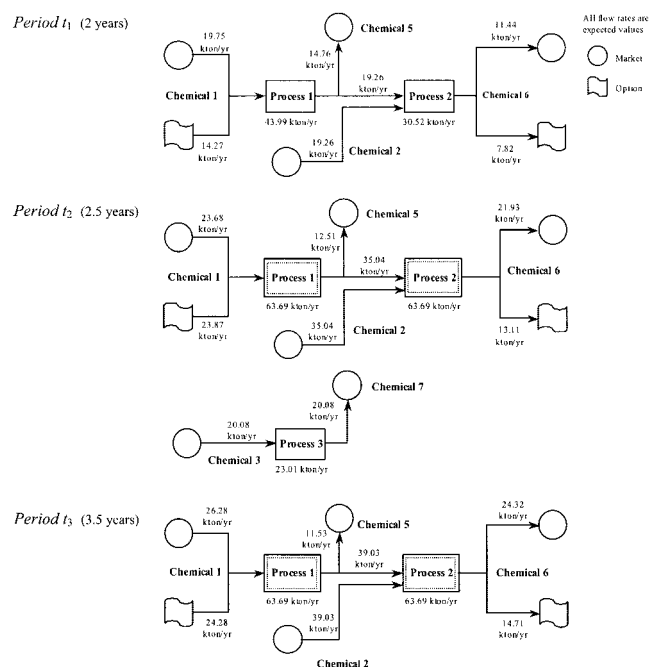 Period t1 (2 years)
All flow rates are
expected values
Market
Option
19.75
kton/yr
Chemical 1
14.27
kton/yr
Process 1
43.99 kton/yr
14.76
kton/yr
Chemical 5
19.26
kton/yr
19.26
kton/yr
Chemical 2
Process 2
30.52 kton/yr
11.44
kton/yr
Chemical 6
7.82
kton/yr
Period t2 (2.5 years)
23.68
kton/yr
Chemical 1
23.87
kton/yr
Process 1
63.69 kton/yr
12.51
kton/yr
Chemical 5
35.04
kton/yr
35.04
kton/yr
Chemical 2
Process 2
63.69 kton/yr
21.93
kton/yr
Chemical 6
13.11
kton/yr
20.08
kton/yr
Chemical 3
Process 3
23.01 kton/yr
20.08
kton/yr
Chemical 7
Period t3 (3.5 years)
26.28
kton/yr
Chemical 1
24.28
kton/yr
Process 1
63.69 kton/yr
11.53
kton/yr
Chemical 5
39.03
kton/yr
39.03
kton/yr
Chemical 2
Process 2
63.69 kton/yr
24.32
kton/yr
Chemical 6
14.71
kton/yr